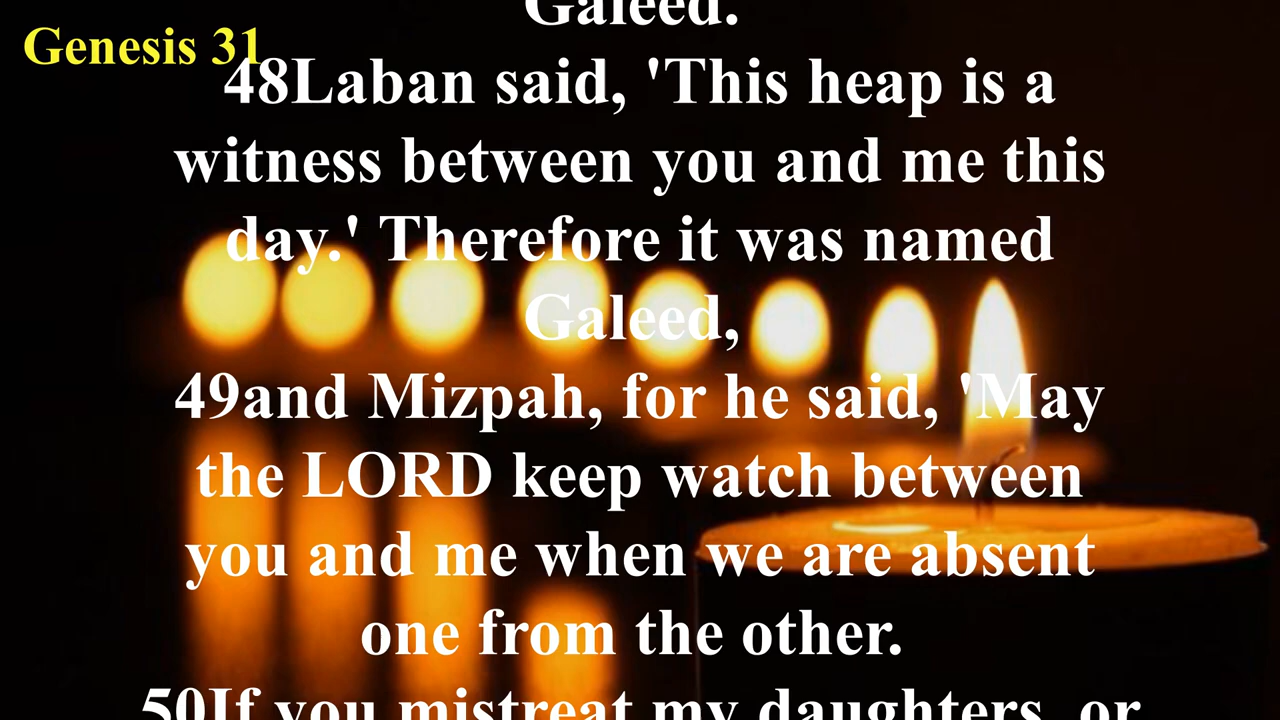 Galeed.
Genesis 31
48Laban said, 'This heap is a
witness between you and me this
day.' Therefore it was named
Galeed,
49and Mizpah, for he said, 'May
the LORD keep watch between
you and me when we are absent
one from the other.
50If you mistreat my daughters, or